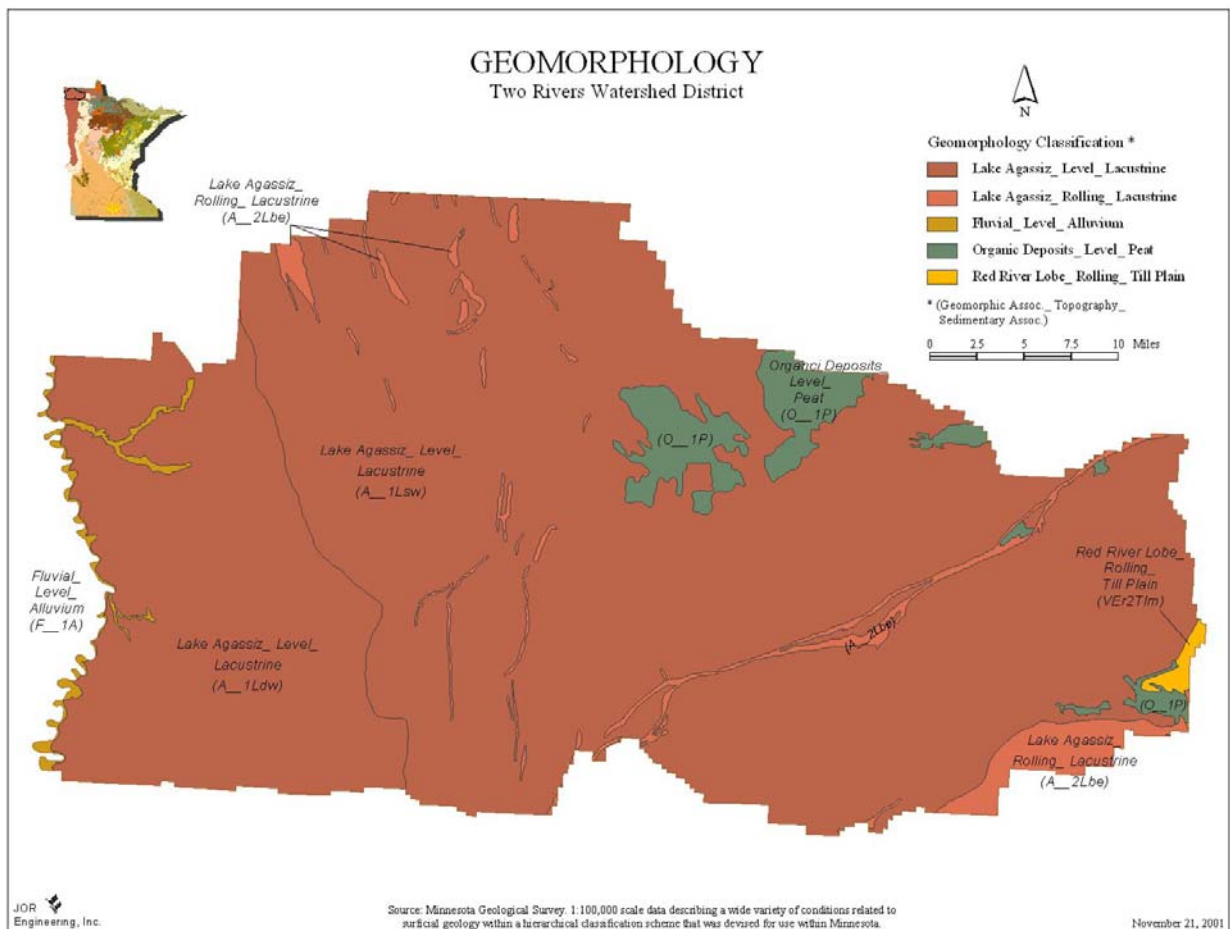 GEOMORPHOLOGY
Two Rivers Watershed District
N
Geomorphology Classification *
Lake Agassiz_ Level_ Lacustrine
Lake Agassiz_ Rolling_ Lacustrine
Fluvial_ Level_ Alluvium
Organic Deposits_ Level_ Peat
Red River Lobe_ Rolling_ Till Plain
* (Geomorphic Assoc._ Topography_
Sedimentary Assoc.)
0 2.5 5 7.5 10 Miles
Lake Agassiz_
Rolling_ Lacustrine
(A__2Lbe)
Organci Deposits
Level_
Peat
(O__1P)
(O__1P)
Lake Agassiz_ Level_
Lacustrine
(A__1Lsw)
Fluvial_
Level_
Alluvium
(F__1A)
Lake Agassiz_ Level_
Lacustrine
(A__1Ldw)
Red River Lobe_
Rolling_
Till Plain
(VEr2Tlm)
(A__2Lbe)
(O__1P)
Lake Agassiz_
Rolling_ Lacustrine
(A__2Lbe)
JOR
Engineering, Inc.
Source: Minnesota Geological Survey. 1:100,000 scale data describing a wide variety of conditions related to
surficial geology within a hierarchical classification scheme that was devised for use within Minnesota.
November 21, 2001